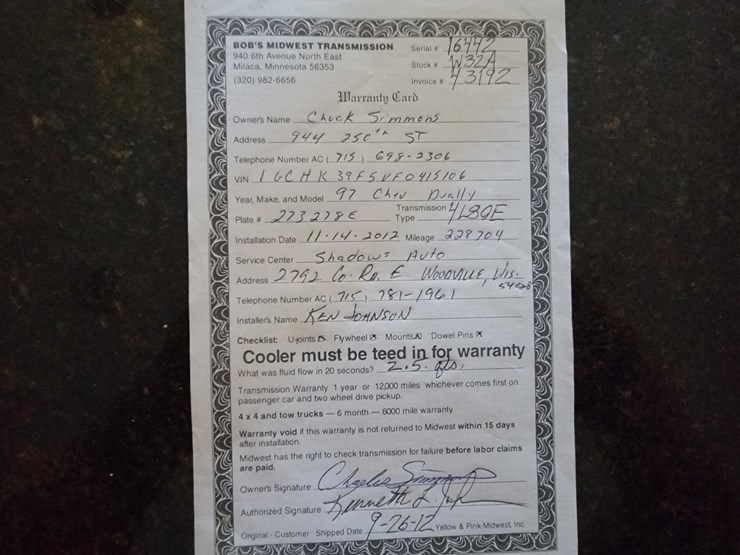 BOB'S MIDWEST TRANSMISSION Serial # 16442
940 6th Avenue North East Stock # W32A
Milaca, Minnesota 56353
(320) 982-6656 Invoice # 43192
Warranty Card
Owner's Name Chuck Simmons
Address 944 250th ST
Telephone Number AC (715) 698-2306
VIN 1GCHK39F5VF0415106
Year, Make, and Model 97 Chev Dually
Plate # 273278E Transmission Type 4L80E
Installation Date 11-14-2012 Mileage 228704
Service Center Shadows Auto
Address 2792 Co. Rd. E WOODVILLE, Wis.
54028
Telephone Number AC (715) 781-1961
Installer's Name KEN JOHNSON
Checklist: U-joints Flywheel Mounts Dowel Pins
Cooler must be teed in for warranty
What was fluid flow in 20 seconds? 2.5. qts.
Transmission Warranty 1 year or 12,000 miles whichever comes first on
passenger car and two wheel drive pickup.
4 x 4 and tow trucks — 6 month — 6000 mile warranty.
Warranty void if this warranty is not returned to Midwest within 15 days
after installation.
Midwest has the right to check transmission for failure before labor claims
are paid.
Owner's Signature Charles Simmons
Authorized Signature Kenneth L.
Original - Customer Shipped Date 9-26-12 Yellow & Pink-Midwest, Inc.